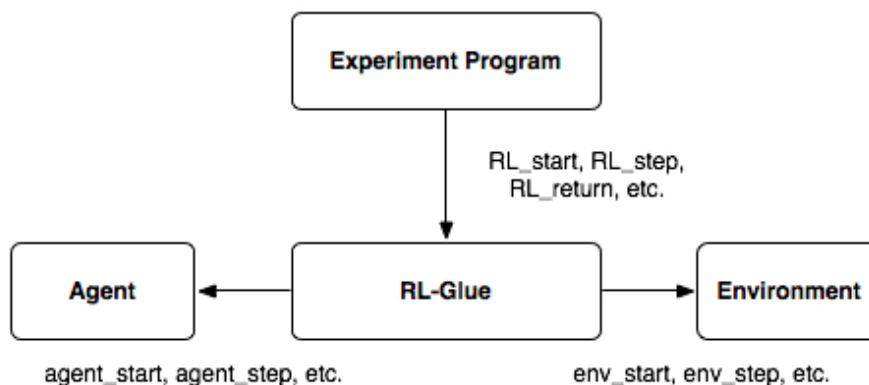 Experiment Program
RL_start, RL_step,
RL_return, etc.
Agent
RL-Glue
Environment
agent_start, agent_step, etc.
env_start, env_step, etc.